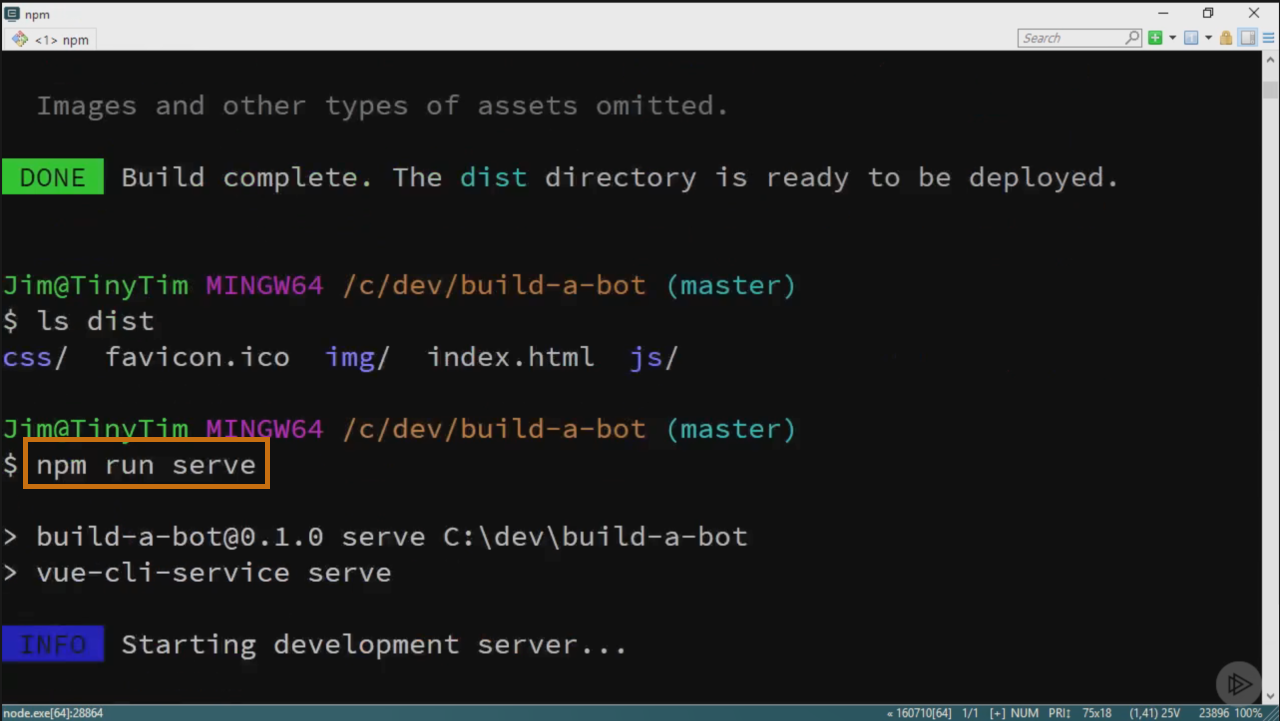 npm
<1> npm
Search
Images and other types of assets omitted.
DONE Build complete. The dist directory is ready to be deployed.
Jim@TinyTim MINGW64 /c/dev/build-a-bot (master)
$ ls dist
css/ favicon.ico img/ index.html js/
Jim@TinyTim MINGW64 /c/dev/build-a-bot (master)
$ npm run serve
> build-a-bot@0.1.0 serve C:\dev\build-a-bot
> vue-cli-service serve
INFO Starting development server...
node.exe[64]:28864 « 160710[64] 1/1 [+] NUM PRI↕ 75x18 (1,41) 25V 23896 100%